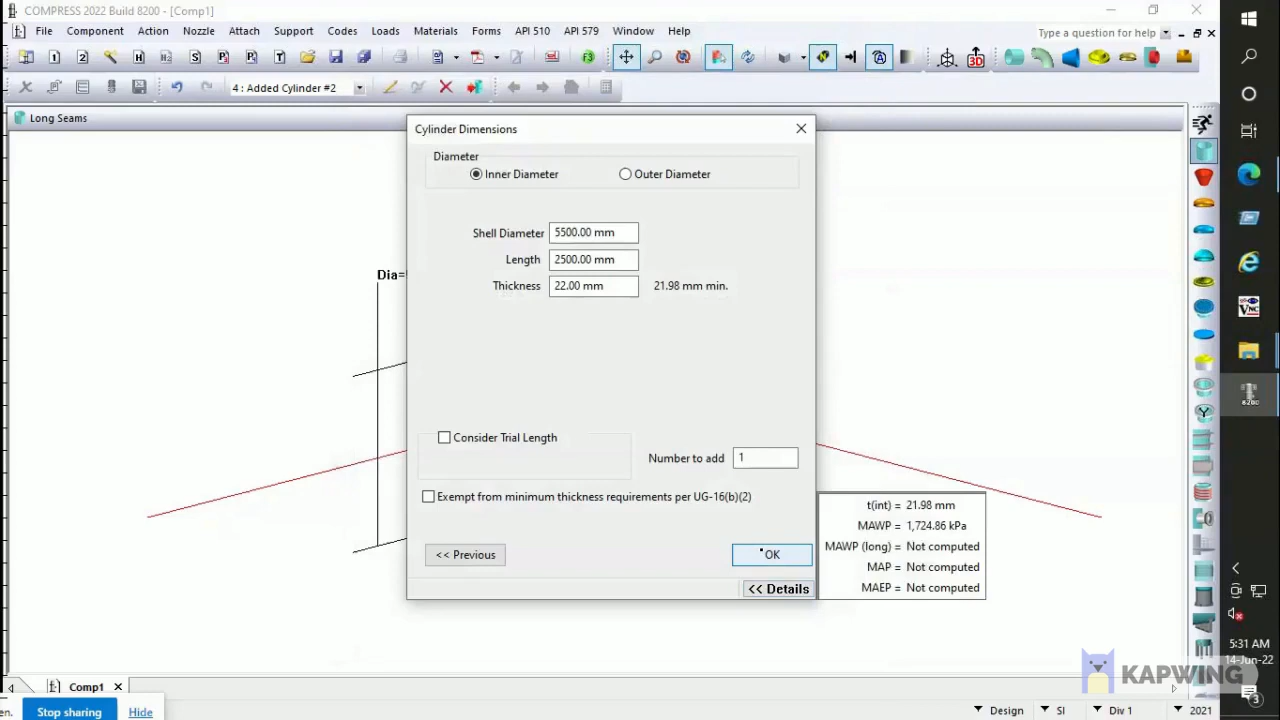 COMPRESS 2022 Build 8200 - [Comp1]
File Component Action Nozzle Attach Support Codes Loads Materials Forms API 510 API 579 Window Help
Type a question for help
4 : Added Cylinder #2
Long Seams
Cylinder Dimensions
Diameter
Inner Diameter Outer Diameter
Shell Diameter 5500.00 mm
Dia=
Length 2500.00 mm
Thickness 22.00 mm 21.98 mm min.
Consider Trial Length
Number to add 1
Exempt from minimum thickness requirements per UG-16(b)(2)
<< Previous OK
<< Details
t(int) = 21.98 mm
MAWP = 1,724.86 kPa
MAWP (long) = Not computed
MAP = Not computed
MAEP = Not computed
5:31 AM
14-Jun-22
KAPWING
3
Comp1
en. Stop sharing Hide
Design SI Div 1 2021